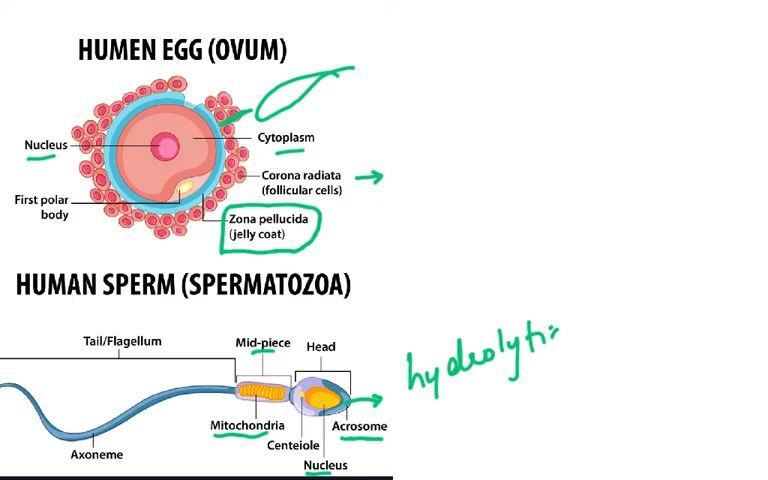 HUMEN EGG (OVUM)
Nucleus
Cytoplasm
Corona radiata
(follicular cells)
First polar
body
Zona pellucida
(jelly coat)
HUMAN SPERM (SPERMATOZOA)
Tail/Flagellum
Mid-piece
Head
hydrolyti
Mitochondria
Acrosome
Centeiole
Axoneme
Nucleus